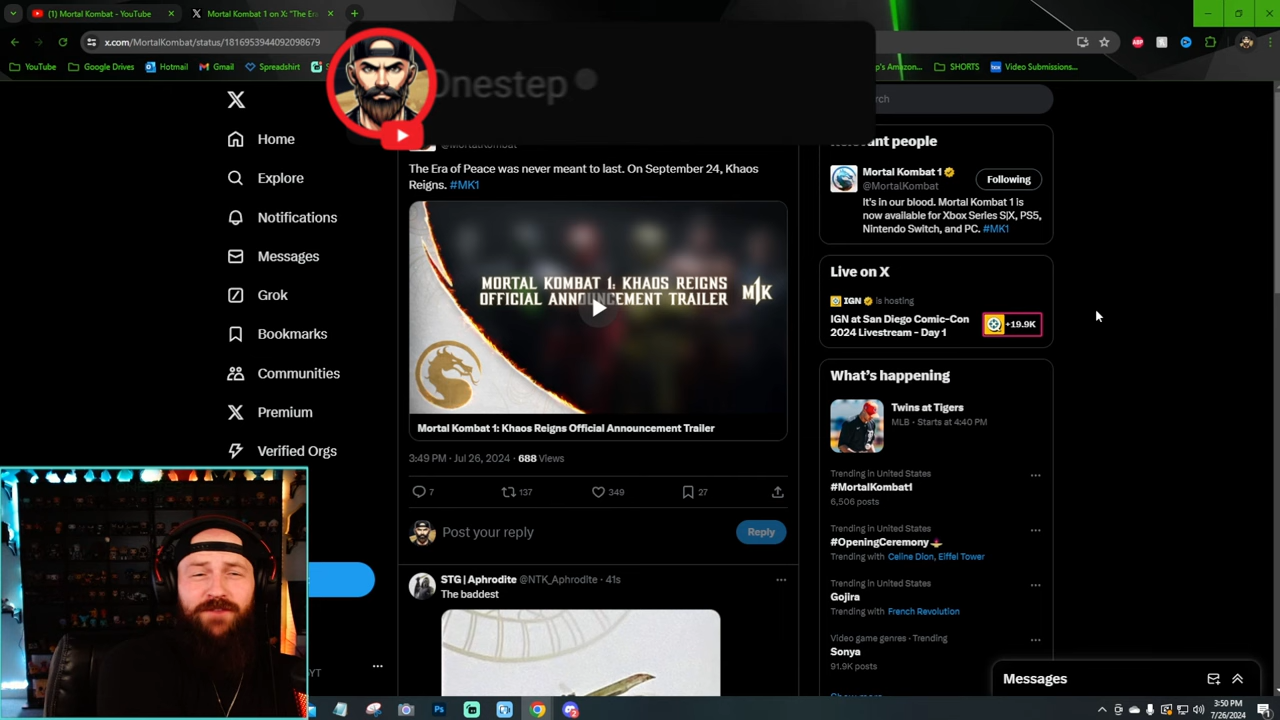 (1) Mortal Kombat - YouTube
Mortal Kombat 1 on X: "The Era
x.com/MortalKombat/status/1816953944092098679
ABP
YouTube
Google Drives
Hotmail
Gmail
Spreadshirt
p's Amazon...
SHORTS
Video Submissions...
Onestep
@MortalKombat
The Era of Peace was never meant to last. On September 24, Khaos
Reigns. #MK1
MORTAL KOMBAT 1: KHAOS REIGNS
OFFICIAL ANNOUNCEMENT TRAILER
Mortal Kombat 1: Khaos Reigns Official Announcement Trailer
3:49 PM · Jul 26, 2024 · 688 Views
7
137
349
27
Post your reply
Reply
STG | Aphrodite @NTK_Aphrodite · 41s
The baddest
Home
Explore
Notifications
Messages
Grok
Bookmarks
Communities
Premium
Verified Orgs
YT
rch
people
Mortal Kombat 1
@MortalKombat
Following
It's in our blood. Mortal Kombat 1 is
now available for Xbox Series S|X, PS5,
Nintendo Switch, and PC. #MK1
Live on X
IGN is hosting
IGN at San Diego Comic-Con
2024 Livestream - Day 1
+19.9K
What's happening
Twins at Tigers
MLB · Starts at 4:40 PM
Trending in United States
#MortalKombat1
6,506 posts
Trending in United States
#OpeningCeremony
Trending with Celine Dion, Eiffel Tower
Trending in United States
Gojira
Trending with French Revolution
Video game genres · Trending
Sonya
91.9K posts
Messages
3:50 PM
7/26/2024